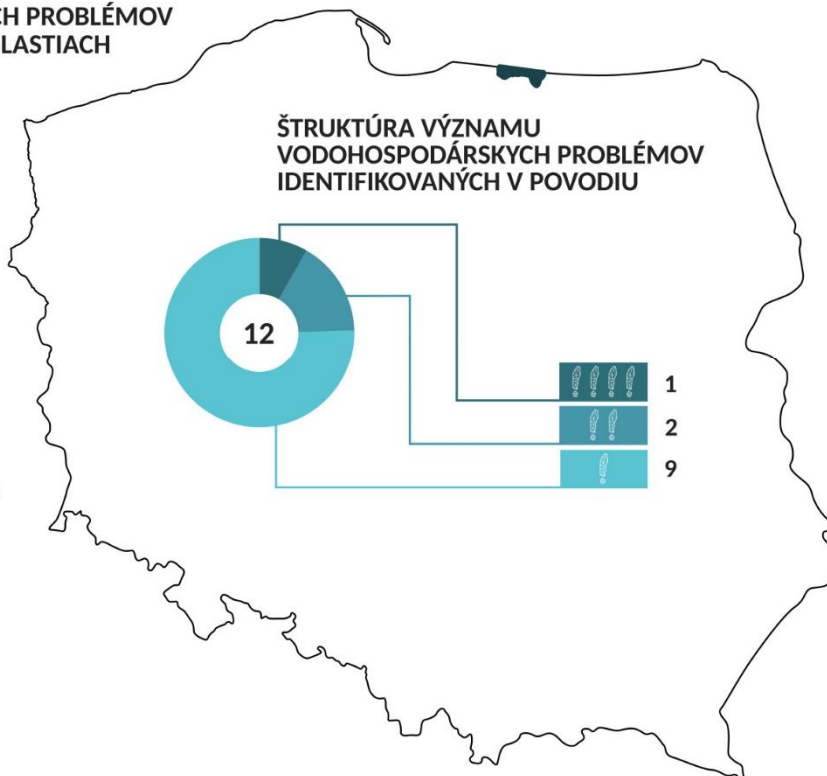 CH PROBLÉMOV
LASTIACH
ŠTRUKTÚRA VÝZNAMU
VODOHOSPODÁRSKYCH PROBLÉMOV
IDENTIFIKOVANÝCH V POVODIU
12
!!!! 1
!! 2
! 9